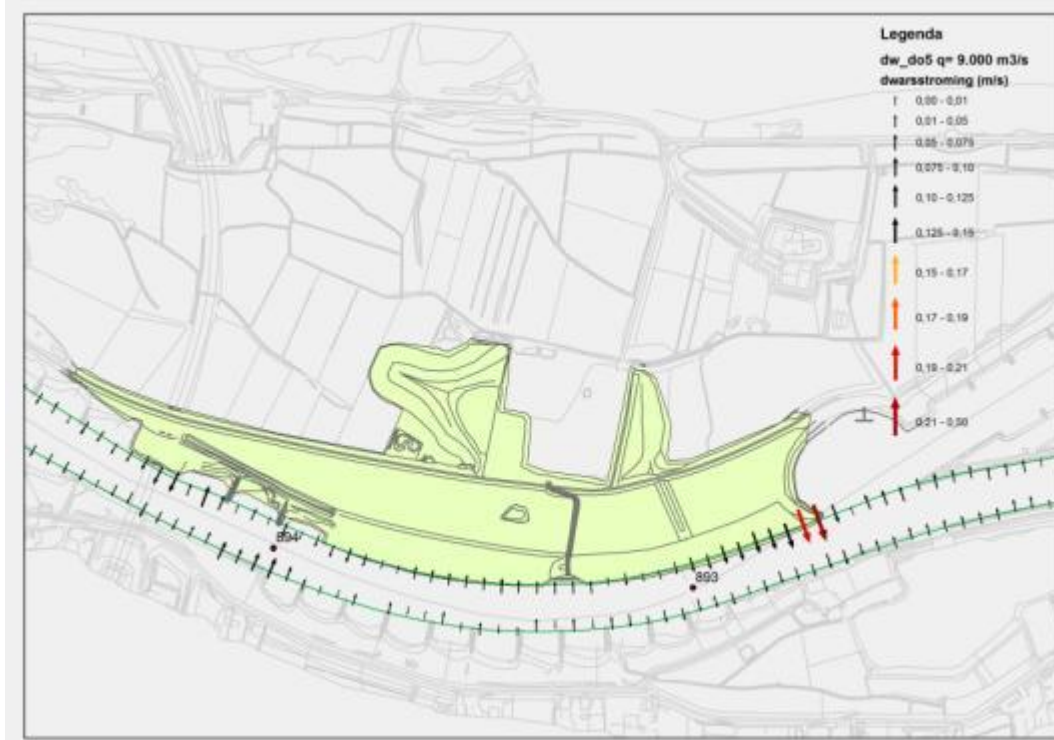 Legenda
dw_do5 q= 9.000 m3/s
dwarsstroming (m/s)
0,00 - 0,01
0,01 - 0,05
0,05 - 0,075
0,075 - 0,10
0,10 - 0,125
0,125 - 0,15
0,15 - 0,17
0,17 - 0,19
0,19 - 0,21
0,21 - 0,50
894
893